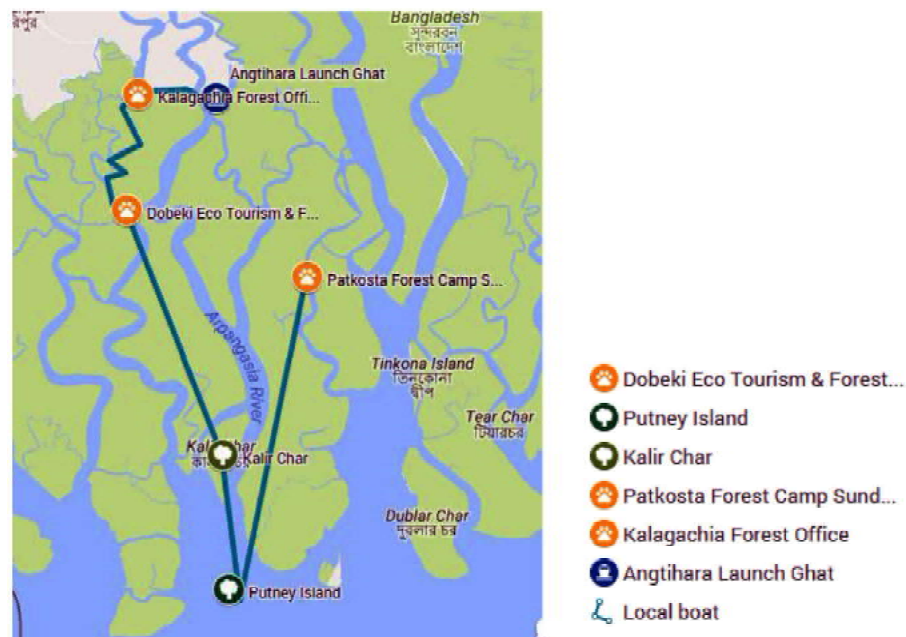 Bangladesh
সুন্দরবন
বাংলাদেশ
Angtihara Launch Ghat
Kalagachia Forest Offi...
Dobeki Eco Tourism & F...
Patkosta Forest Camp S...
Arpangasia River
Tinkona Island
তিনকোনা
দ্বীপ
Tear Char
টিয়ারচর
Kalir Char
Dublar Char
দুবলার চর
Putney Island
Dobeki Eco Tourism & Forest...
Putney Island
Kalir Char
Patkosta Forest Camp Sund...
Kalagachia Forest Office
Angtihara Launch Ghat
Local boat